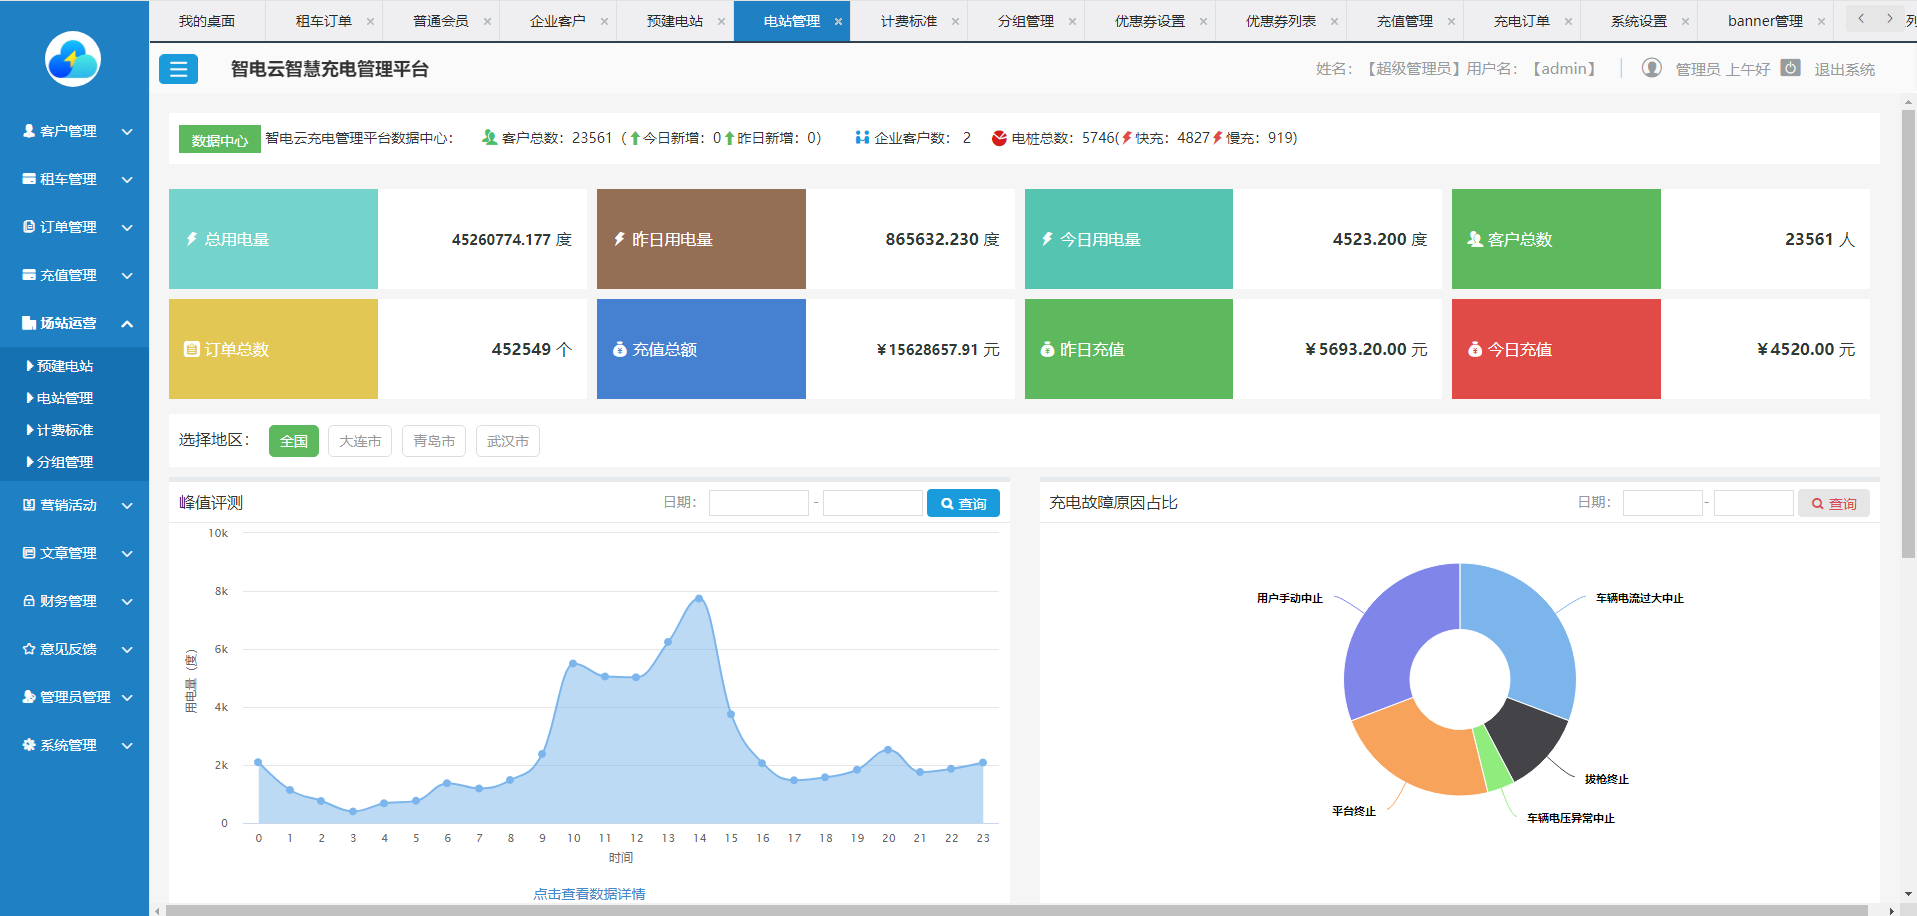 我的桌面 租车订单 × 普通会员 × 企业客户 × 预建电站 × 电站管理 × 计费标准 × 分组管理 × 优惠券设置 × 优惠券列表 × 充值管理 × 充电订单 × 系统设置 × banner管理 × 列
智电云智慧充电管理平台
姓名：【超级管理员】用户名：【admin】 管理员 上午好 退出系统
客户管理
租车管理
订单管理
充值管理
场站运营
预建电站
电站管理
计费标准
分组管理
营销活动
文章管理
财务管理
意见反馈
管理员管理
系统管理
数据中心 智电云充电管理平台数据中心： 客户总数：23561（今日新增：0 昨日新增：0） 企业客户数： 2 电桩总数：5746(快充：4827 慢充：919)
总用电量 45260774.177 度
昨日用电量 865632.230 度
今日用电量 4523.200 度
客户总数 23561 人
订单总数 452549 个
充值总额 ￥15628657.91 元
昨日充值 ￥5693.20.00 元
今日充值 ￥4520.00 元
选择地区： 全国 大连市 青岛市 武汉市
峰值评测 日期： - 查询
10k
8k
6k
4k
2k
0
用电量（度）
0 1 2 3 4 5 6 7 8 9 10 11 12 13 14 15 16 17 18 19 20 21 22 23
时间
点击查看数据详情
充电故障原因占比 日期： - 查询
用户手动中止
车辆电流过大中止
拔枪终止
平台终止
车辆电压异常中止